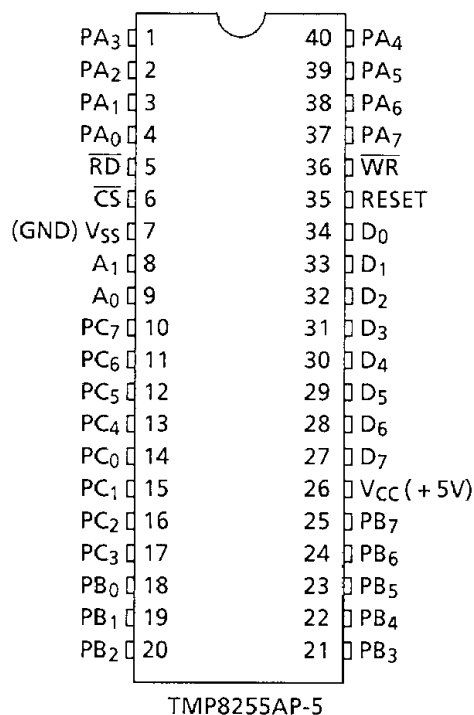 PA3 1 40 PA4
PA2 2 39 PA5
PA1 3 38 PA6
PA0 4 37 PA7
R̅D̅ 5 36 W̅R̅
C̅S̅ 6 35 RESET
(GND) VSS 7 34 D0
A1 8 33 D1
A0 9 32 D2
PC7 10 31 D3
PC6 11 30 D4
PC5 12 29 D5
PC4 13 28 D6
PC0 14 27 D7
PC1 15 26 VCC (+5V)
PC2 16 25 PB7
PC3 17 24 PB6
PB0 18 23 PB5
PB1 19 22 PB4
PB2 20 21 PB3
TMP8255AP-5